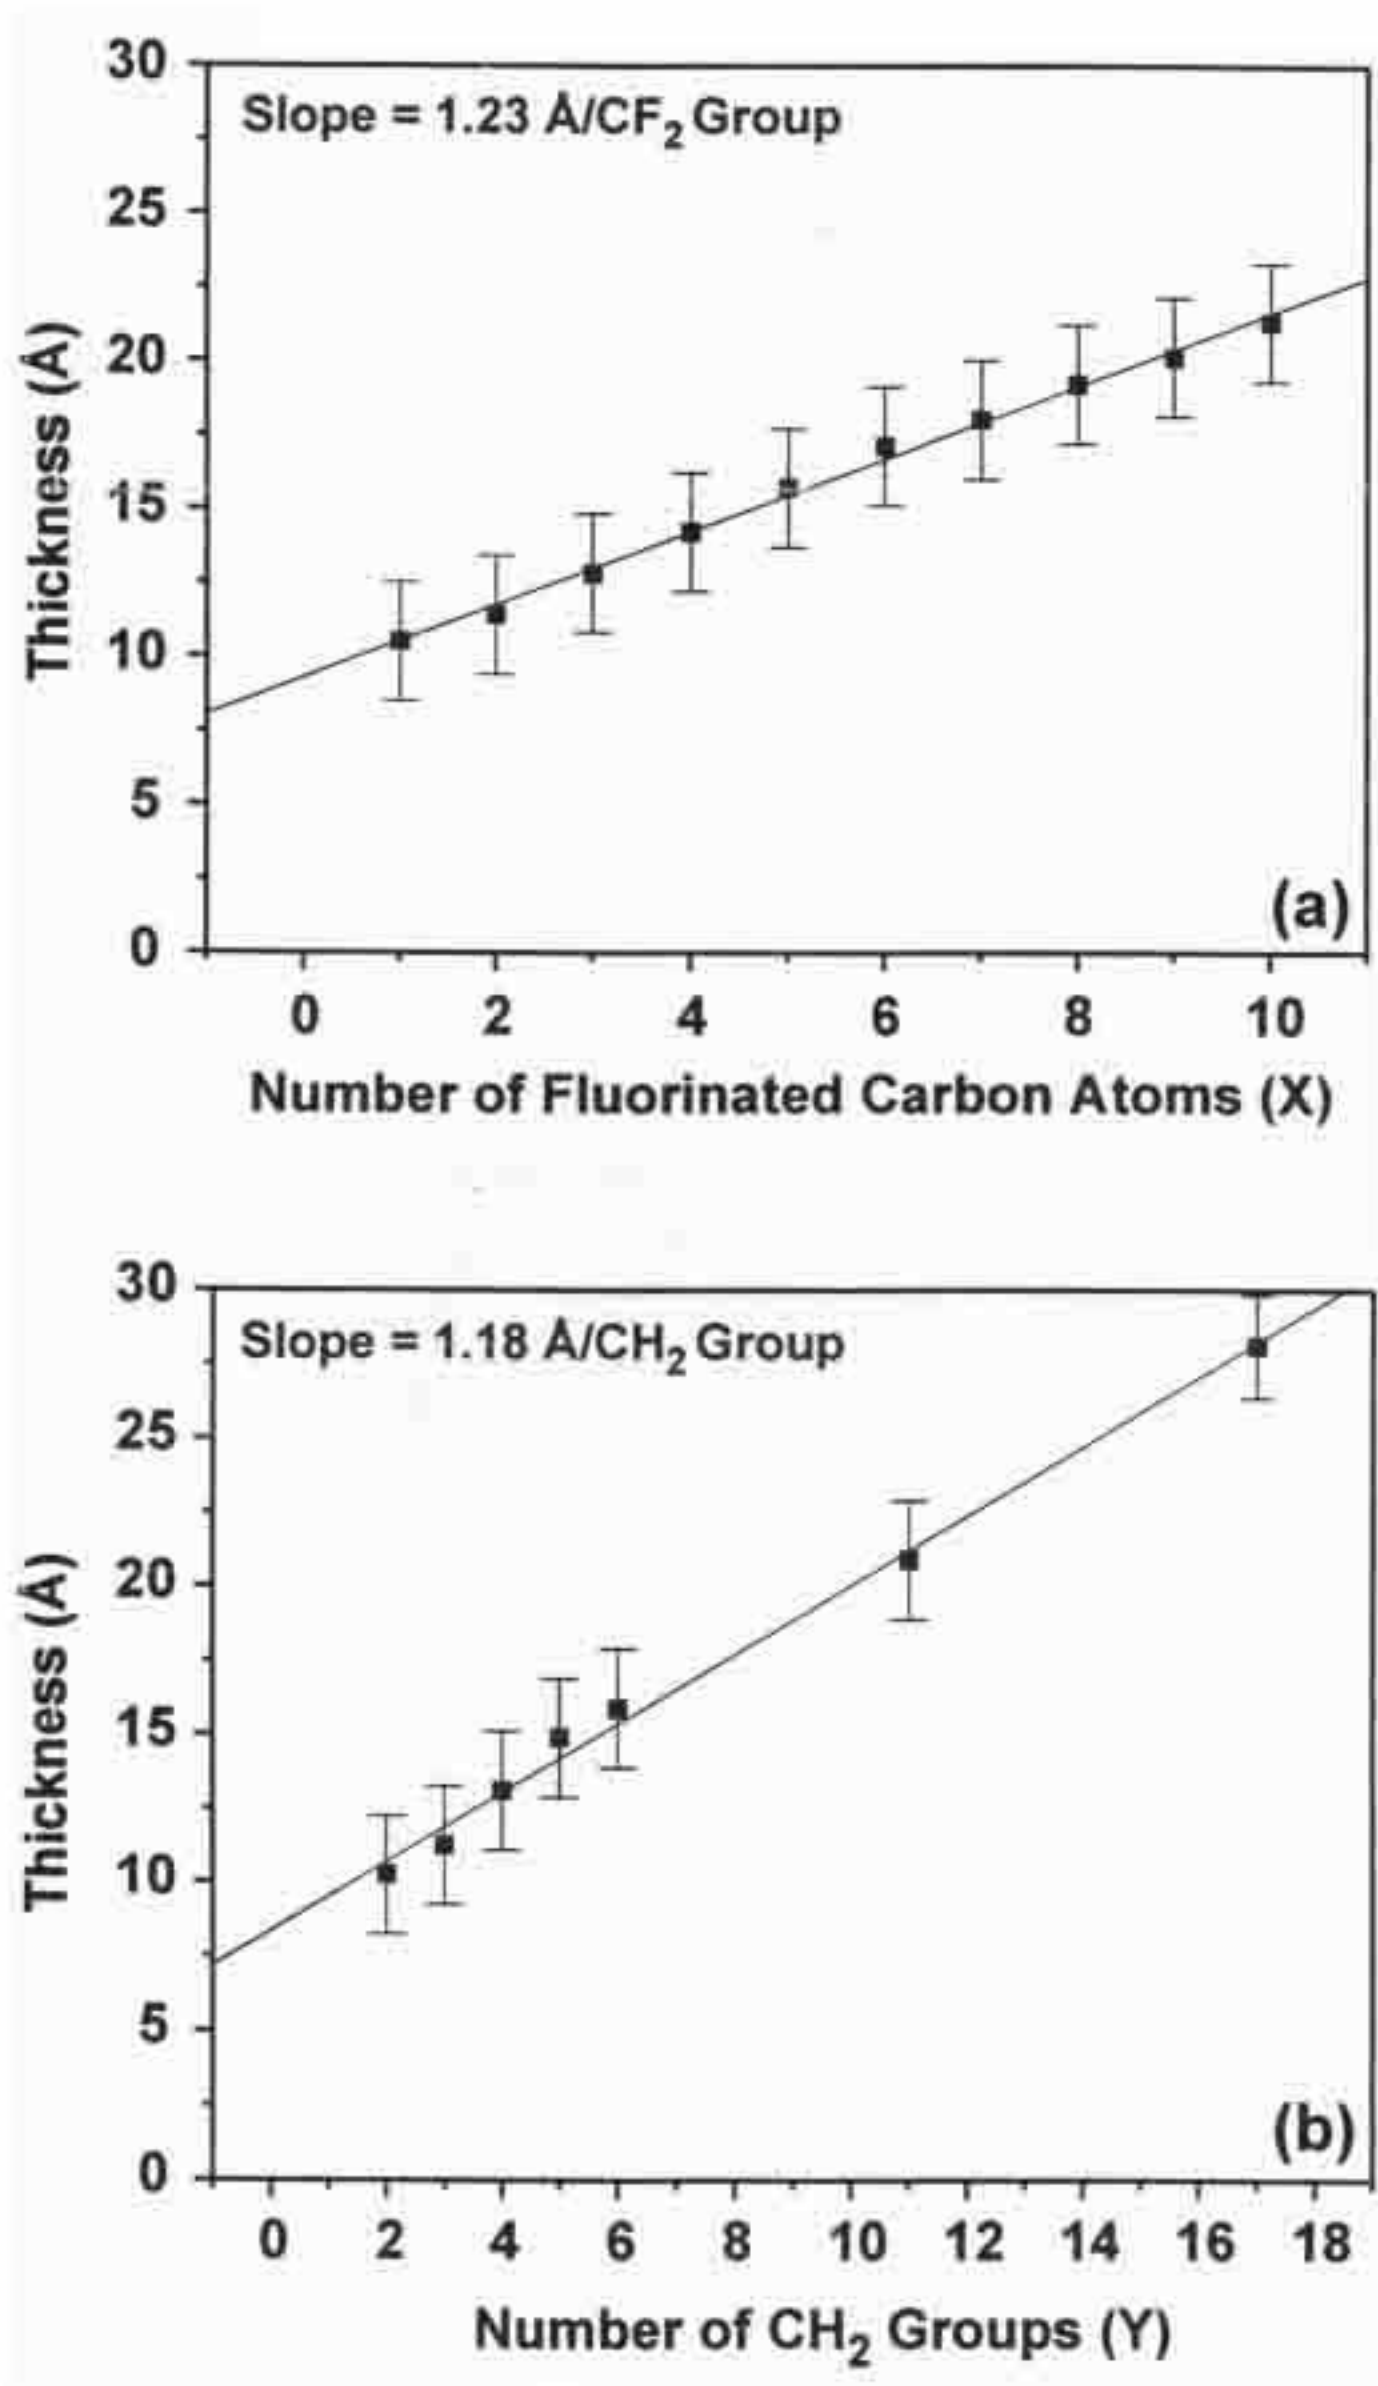 30
Slope = 1.23 Å/CF₂ Group
25
20
15
10
5
0
Thickness (Å)
(a)
0 2 4 6 8 10
Number of Fluorinated Carbon Atoms (X)
30
Slope = 1.18 Å/CH₂ Group
25
20
15
10
5
0
Thickness (Å)
(b)
0 2 4 6 8 10 12 14 16 18
Number of CH₂ Groups (Y)